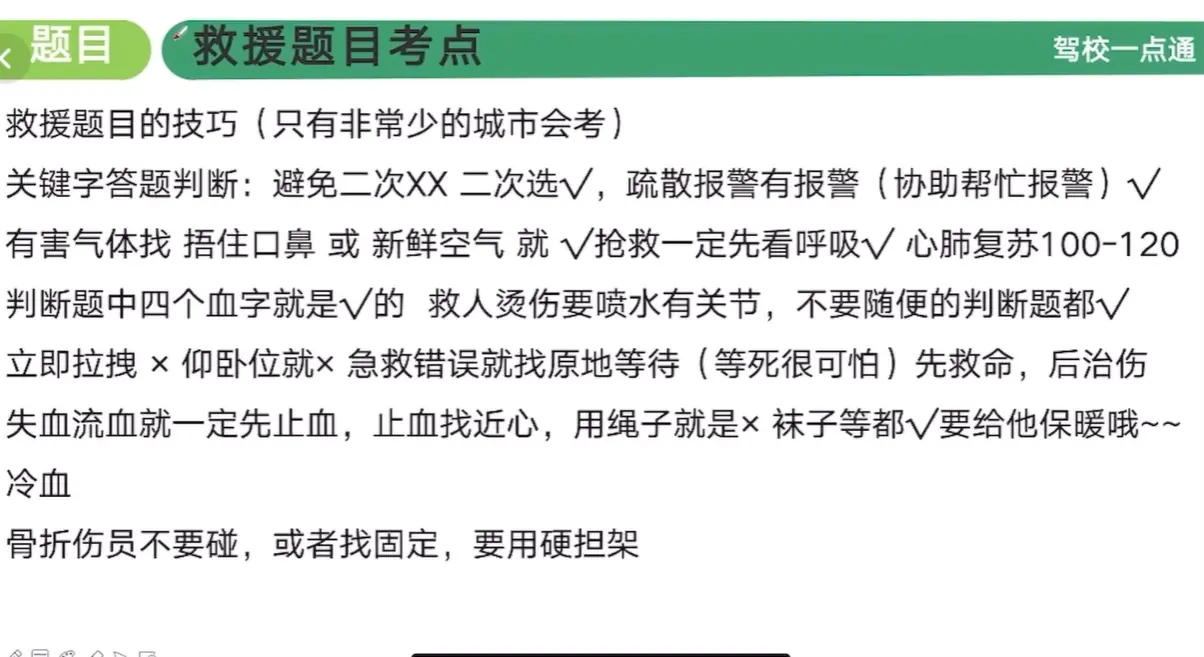 题目 救援题目考点 驾校一点通
救援题目的技巧（只有非常少的城市会考）
关键字答题判断：避免二次XX 二次选√，疏散报警有报警（协助帮忙报警）√
有害气体找 捂住口鼻 或 新鲜空气 就 √抢救一定先看呼吸√ 心肺复苏100-120
判断题中四个血字就是√的 救人烫伤要喷水有关节，不要随便的判断题都√
立即拉拽 × 仰卧位就× 急救错误就找原地等待（等死很可怕）先救命，后治伤
失血流血就一定先止血，止血找近心，用绳子就是× 袜子等都√要给他保暖哦~~
冷血
骨折伤员不要碰，或者找固定，要用硬担架